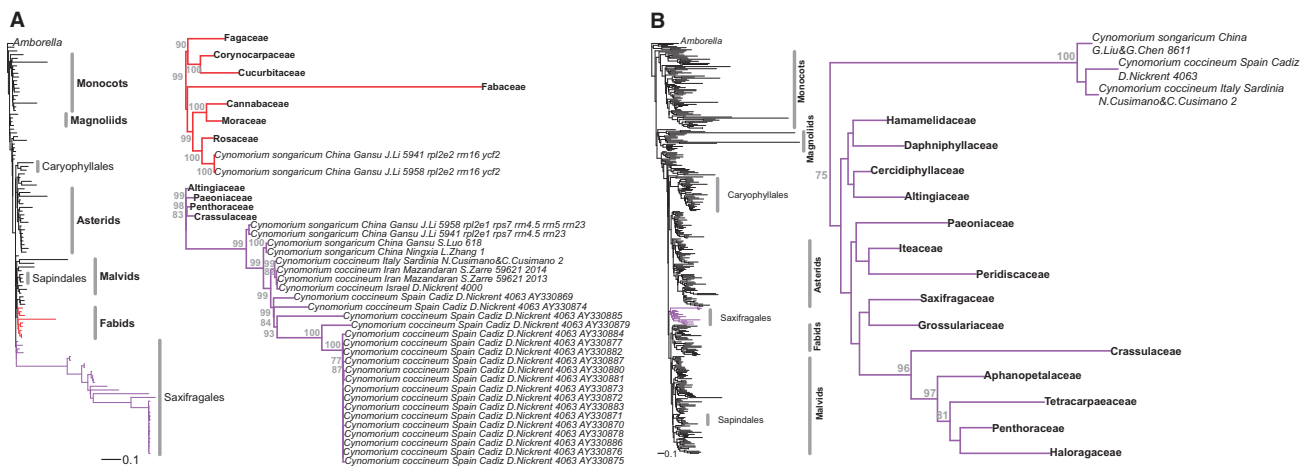 A
Amborella
Monocots
Magnoliids
Caryophyllales
Asterids
Sapindales
Malvids
Fabids
Saxifragales
0.1
90
Fagaceae
Corynocarpaceae
100
99
Cucurbitaceae
Fabaceae
Cannabaceae
100
Moraceae
99
Rosaceae
Cynomorium songaricum China Gansu J.Li 5941 rpl2e2 rrn16 ycf2
100
Cynomorium songaricum China Gansu J.Li 5958 rpl2e2 rrn16 ycf2
100
Altingiaceae
99
Paeoniaceae
98
Penthoraceae
83
Crassulaceae
Cynomorium songaricum China Gansu J.Li 5958 rpl2e1 rps7 rrn4.5 rrn5 rrn23
Cynomorium songaricum China Gansu J.Li 5941 rpl2e1 rps7 rrn4.5 rrn23
99
100
Cynomorium songaricum China Gansu S.Luo 618
Cynomorium songaricum China Ningxia L.Zhang 1
99
99
Cynomorium coccineum Italy Sardinia N.Cusimano&C.Cusimano 2
Cynomorium coccineum Iran Mazandaran S.Zarre 59621 2014
Cynomorium coccineum Iran Mazandaran S.Zarre 59621 2013
Cynomorium coccineum Israel D.Nickrent 4000
99
Cynomorium coccineum Spain Cadiz D.Nickrent 4063 AY330869
Cynomorium coccineum Spain Cadiz D.Nickrent 4063 AY330874
99
Cynomorium coccineum Spain Cadiz D.Nickrent 4063 AY330885
84
Cynomorium coccineum Spain Cadiz D.Nickrent 4063 AY330879
93
100
Cynomorium coccineum Spain Cadiz D.Nickrent 4063 AY330884
100
Cynomorium coccineum Spain Cadiz D.Nickrent 4063 AY330877
Cynomorium coccineum Spain Cadiz D.Nickrent 4063 AY330882
77
Cynomorium coccineum Spain Cadiz D.Nickrent 4063 AY330887
87
Cynomorium coccineum Spain Cadiz D.Nickrent 4063 AY330880
Cynomorium coccineum Spain Cadiz D.Nickrent 4063 AY330881
Cynomorium coccineum Spain Cadiz D.Nickrent 4063 AY330873
Cynomorium coccineum Spain Cadiz D.Nickrent 4063 AY330872
Cynomorium coccineum Spain Cadiz D.Nickrent 4063 AY330883
Cynomorium coccineum Spain Cadiz D.Nickrent 4063 AY330871
Cynomorium coccineum Spain Cadiz D.Nickrent 4063 AY330870
Cynomorium coccineum Spain Cadiz D.Nickrent 4063 AY330878
Cynomorium coccineum Spain Cadiz D.Nickrent 4063 AY330886
Cynomorium coccineum Spain Cadiz D.Nickrent 4063 AY330876
Cynomorium coccineum Spain Cadiz D.Nickrent 4063 AY330875
B
Amborella
Monocots
Magnoliids
Caryophyllales
Asterids
Saxifragales
Fabids
Malvids
Sapindales
0.1
Cynomorium songaricum China
G.Liu&G.Chen 8611
100
Cynomorium coccineum Spain Cadiz
D.Nickrent 4063
Cynomorium coccineum Italy Sardinia
N.Cusimano&C.Cusimano 2
Hamamelidaceae
Daphniphyllaceae
75
Cercidiphyllaceae
Altingiaceae
Paeoniaceae
Iteaceae
Peridiscaceae
Saxifragaceae
Grossulariaceae
Crassulaceae
96
Aphanopetalaceae
97
Tetracarpaeaceae
81
Penthoraceae
Haloragaceae